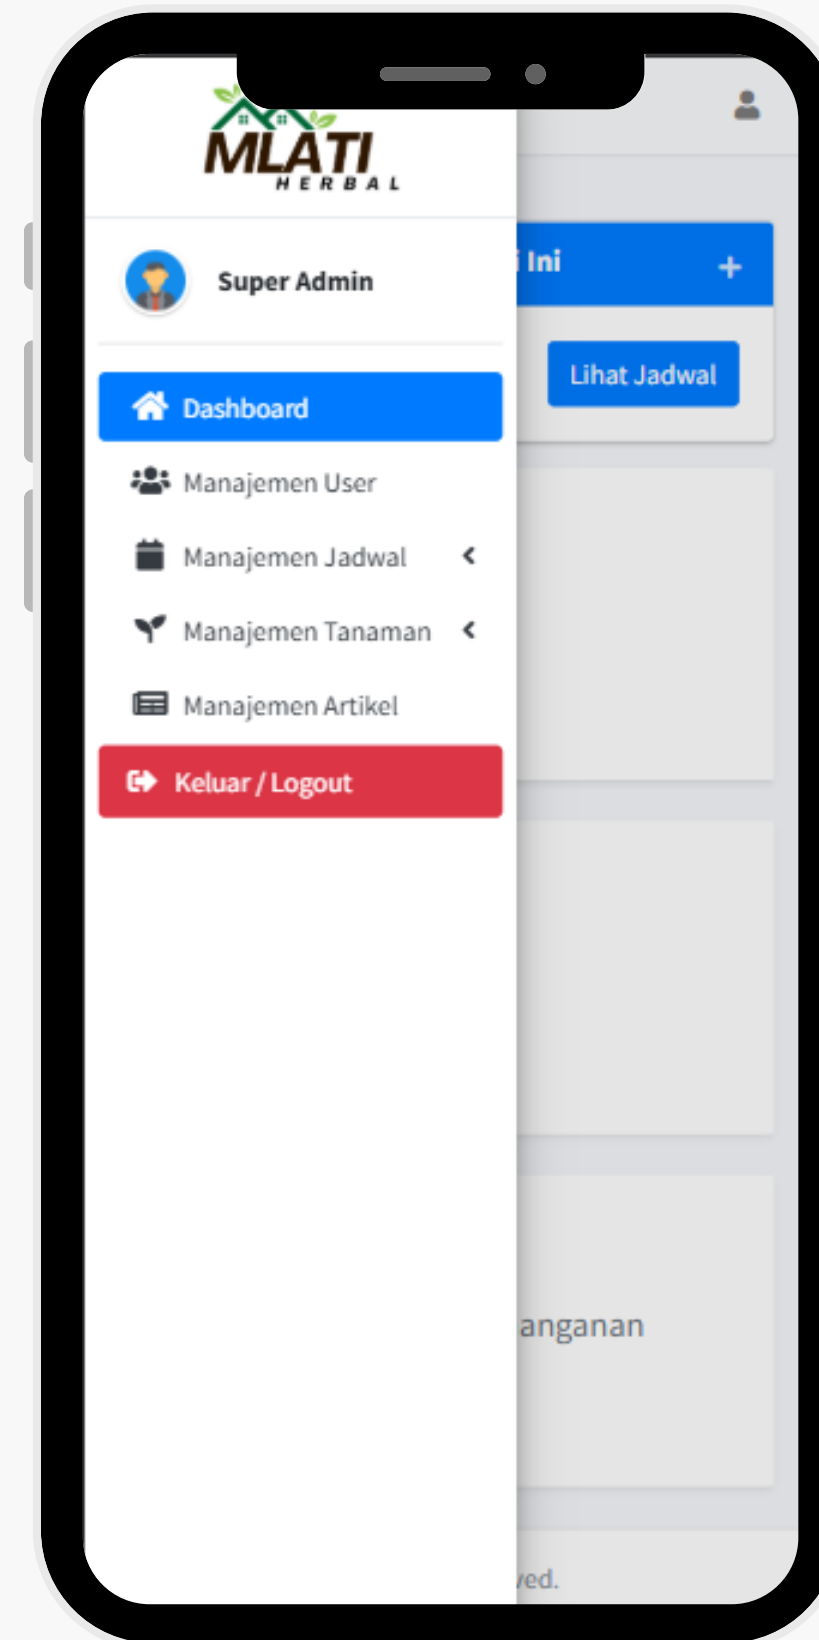 MLATI
HERBAL
Super Admin
Dashboard
Manajemen User
Manajemen Jadwal
Manajemen Tanaman
Manajemen Artikel
Keluar / Logout
Ini
Lihat Jadwal
anganan
ved.